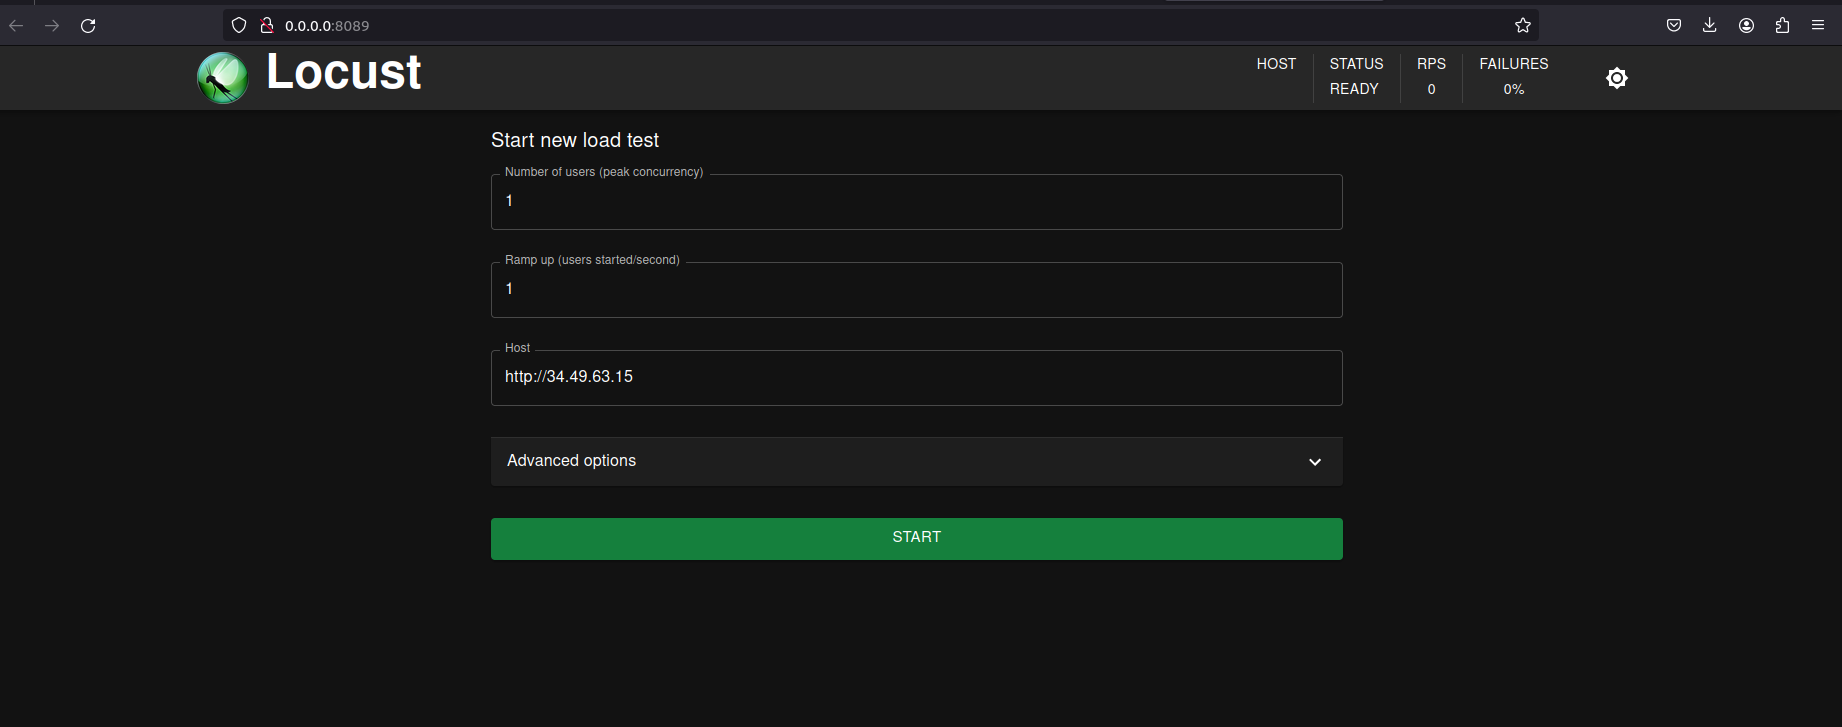 0.0.0.0:8089
Locust
HOST
STATUS
READY
RPS
0
FAILURES
0%
Start new load test
Number of users (peak concurrency)
1
Ramp up (users started/second)
1
Host
http://34.49.63.15
Advanced options
START